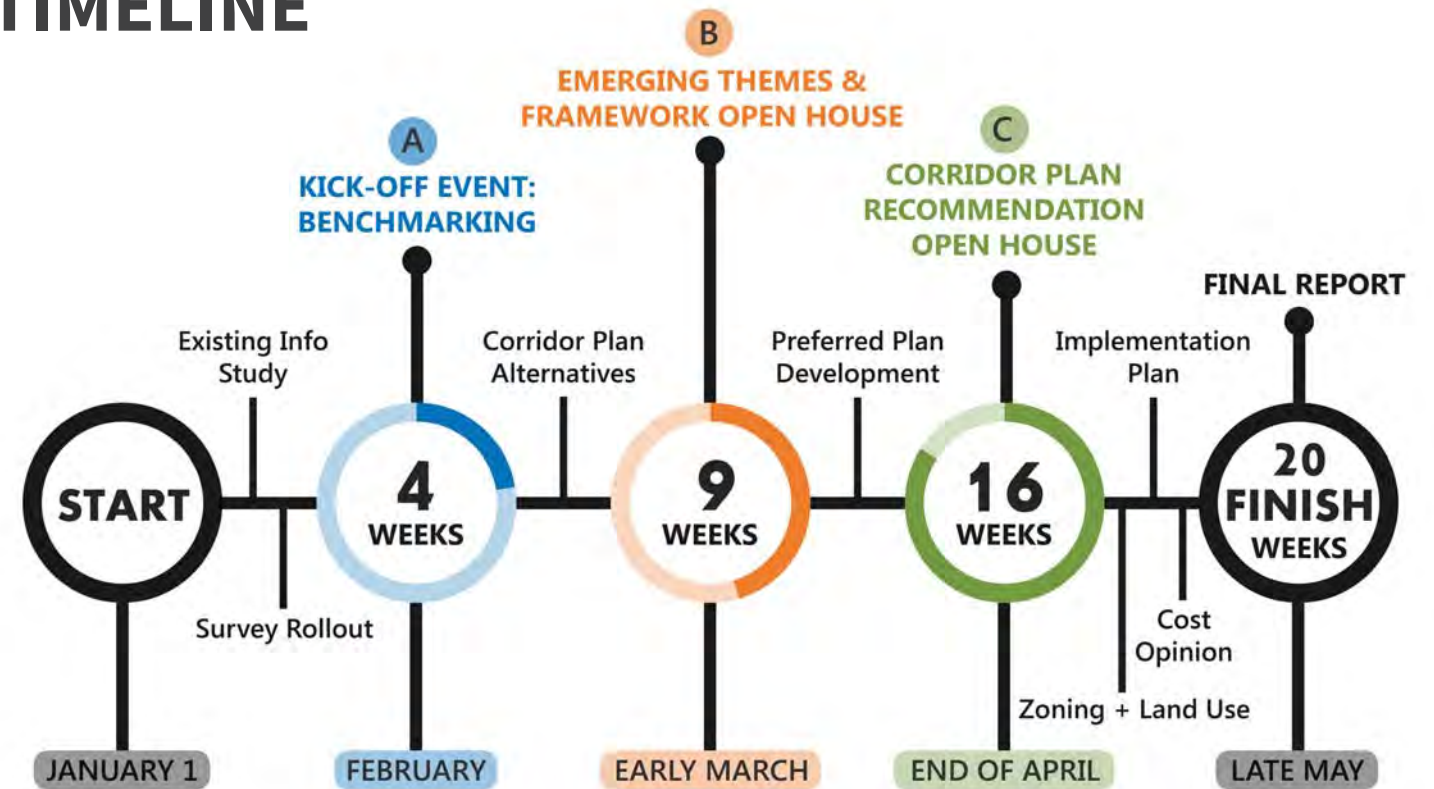 TIMELINE
A
KICK-OFF EVENT:
BENCHMARKING
B
EMERGING THEMES &
FRAMEWORK OPEN HOUSE
C
CORRIDOR PLAN
RECOMMENDATION
OPEN HOUSE
FINAL REPORT
Existing Info
Study
Corridor Plan
Alternatives
Preferred Plan
Development
Implementation
Plan
START
4
WEEKS
9
WEEKS
16
WEEKS
20
FINISH
WEEKS
Survey Rollout
Cost
Opinion
Zoning + Land Use
JANUARY 1
FEBRUARY
EARLY MARCH
END OF APRIL
LATE MAY